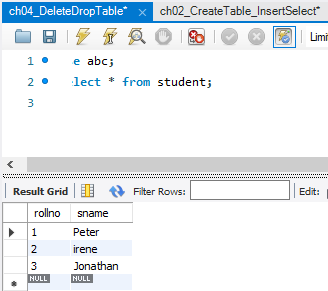 ch04_DeleteDropTable* ch02_CreateTable_InsertSelect*
Limi
1 e abc;
2 lect * from student;
3
Result Grid Filter Rows: Edit:
rollno sname
1 Peter
2 irene
3 Jonathan
NULL NULL